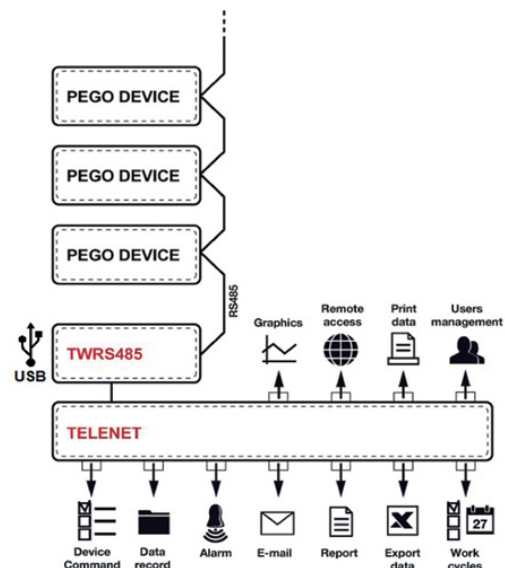 PEGO DEVICE
PEGO DEVICE
PEGO DEVICE
RS485
USB
TWRS485
Graphics
Remote
access
Print
data
Users
management
TELENET
27
Device
Command
Data
record
Alarm
E-mail
Report
Export
data
Work
cycles